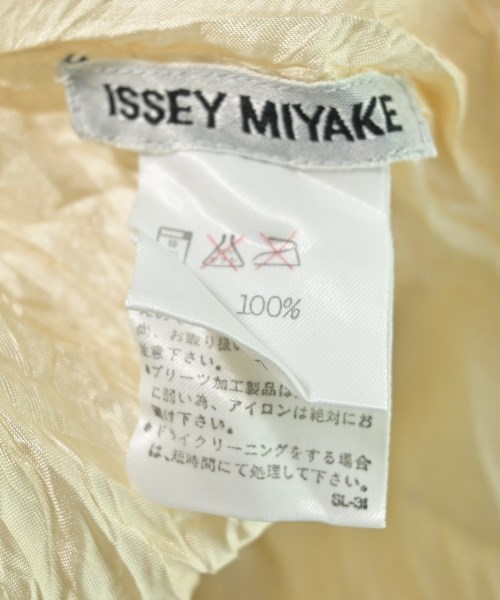 ISSEY MIYAKE
100%
尚、お取り扱い
注意下さい。
●プリーツ加工製品は
に弱い為、アイロンは絶対にお
避け下さい。
●ドライクリーニングをする場合
は、短時間にて処理して下さい。
SL-31